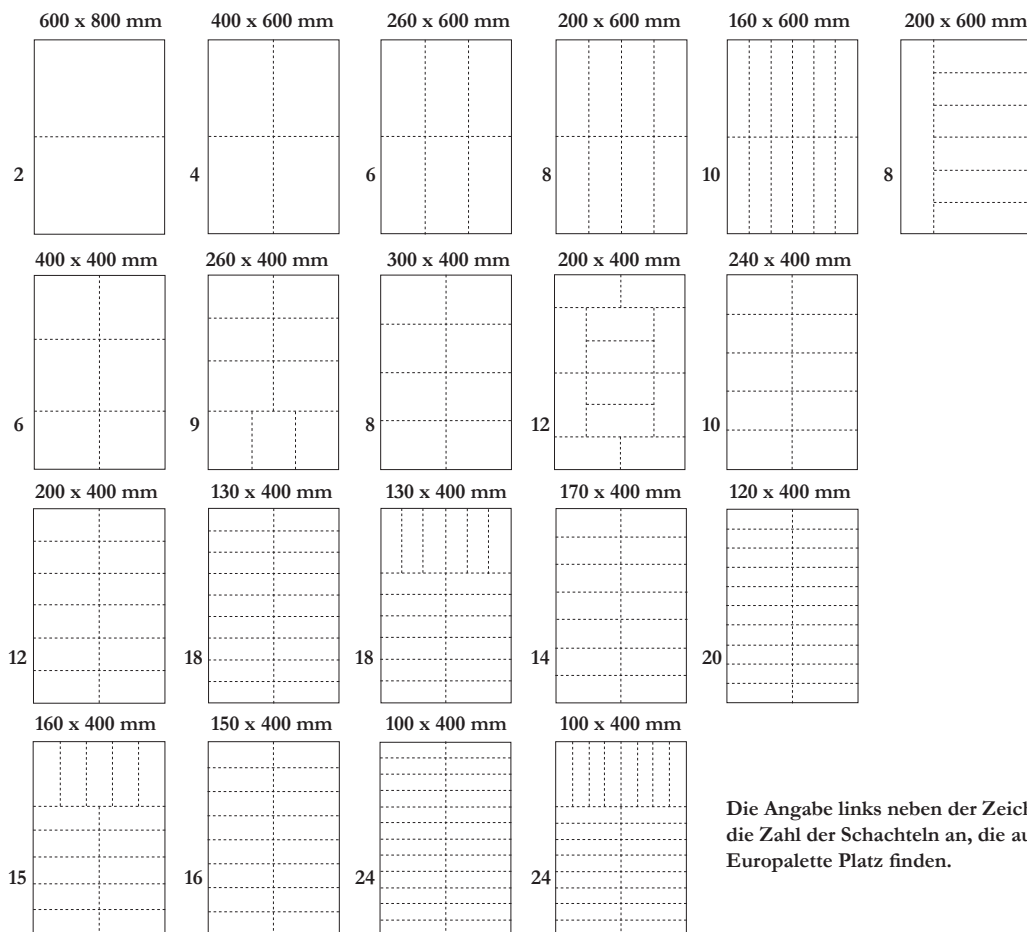 600 x 800 mm 400 x 600 mm 260 x 600 mm 200 x 600 mm 160 x 600 mm 200 x 600 mm
2 4 6 8 10 8
400 x 400 mm 260 x 400 mm 300 x 400 mm 200 x 400 mm 240 x 400 mm
6 9 8 12 10
200 x 400 mm 130 x 400 mm 130 x 400 mm 170 x 400 mm 120 x 400 mm
12 18 18 14 20
160 x 400 mm 150 x 400 mm 100 x 400 mm 100 x 400 mm
15 16 24 24
Die Angabe links neben der
die Zahl der Schachteln an, die
Europalette Platz finden.